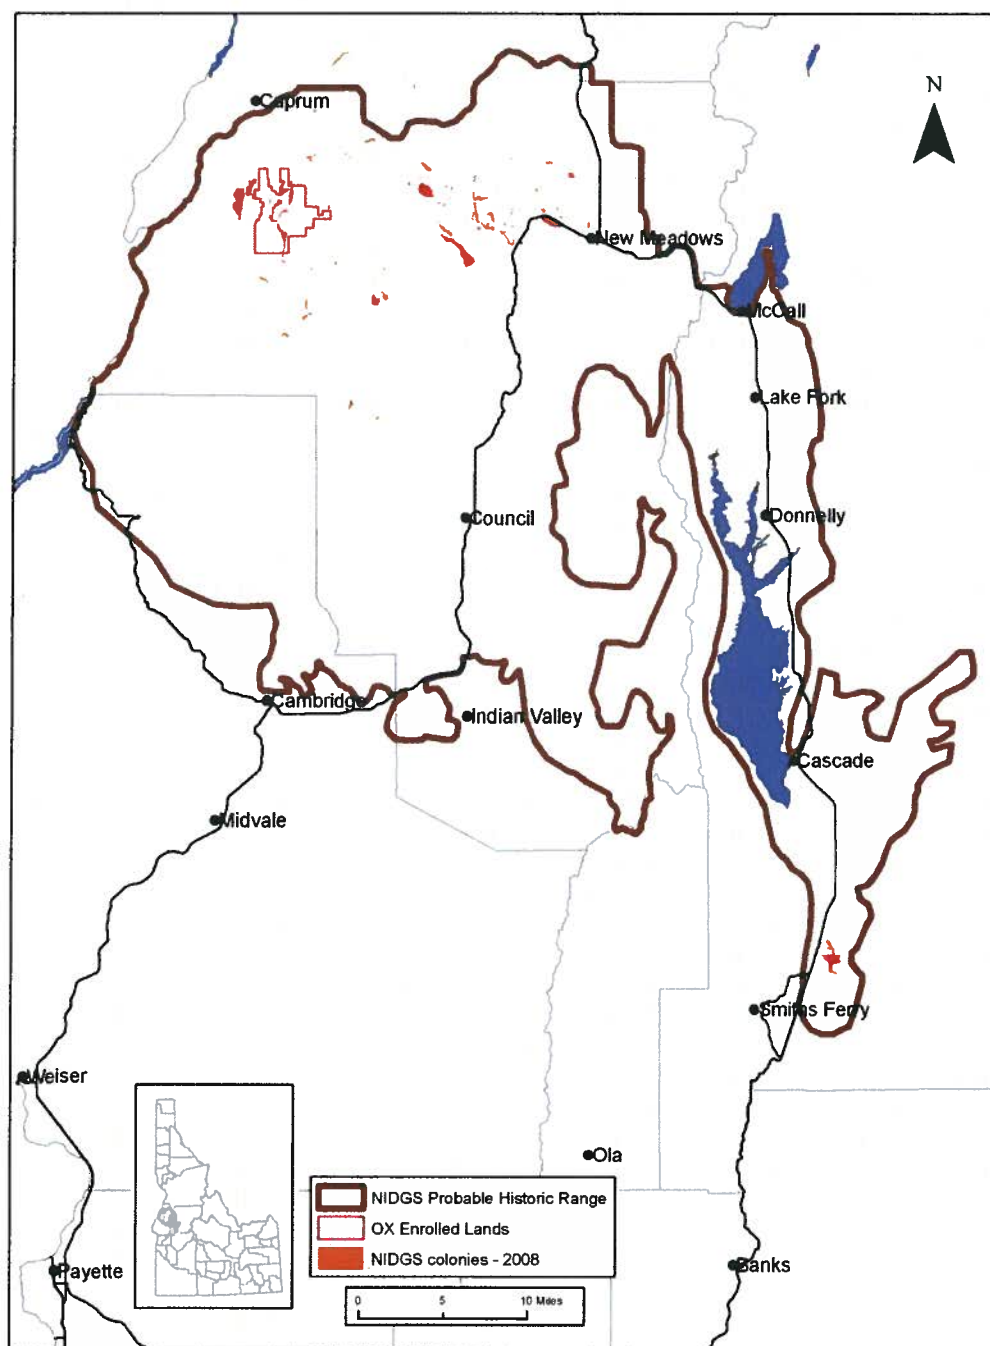 N
Caprum
New Meadows
McCall
Lake Fork
Donnelly
Council
Cambridge
Indian Valley
Cascade
Midvale
Smiths Ferry
Weiser
Ola
Payette
Banks
NIDGS Probable Historic Range
OX Enrolled Lands
NIDGS colonies - 2008
0 5 10 Miles